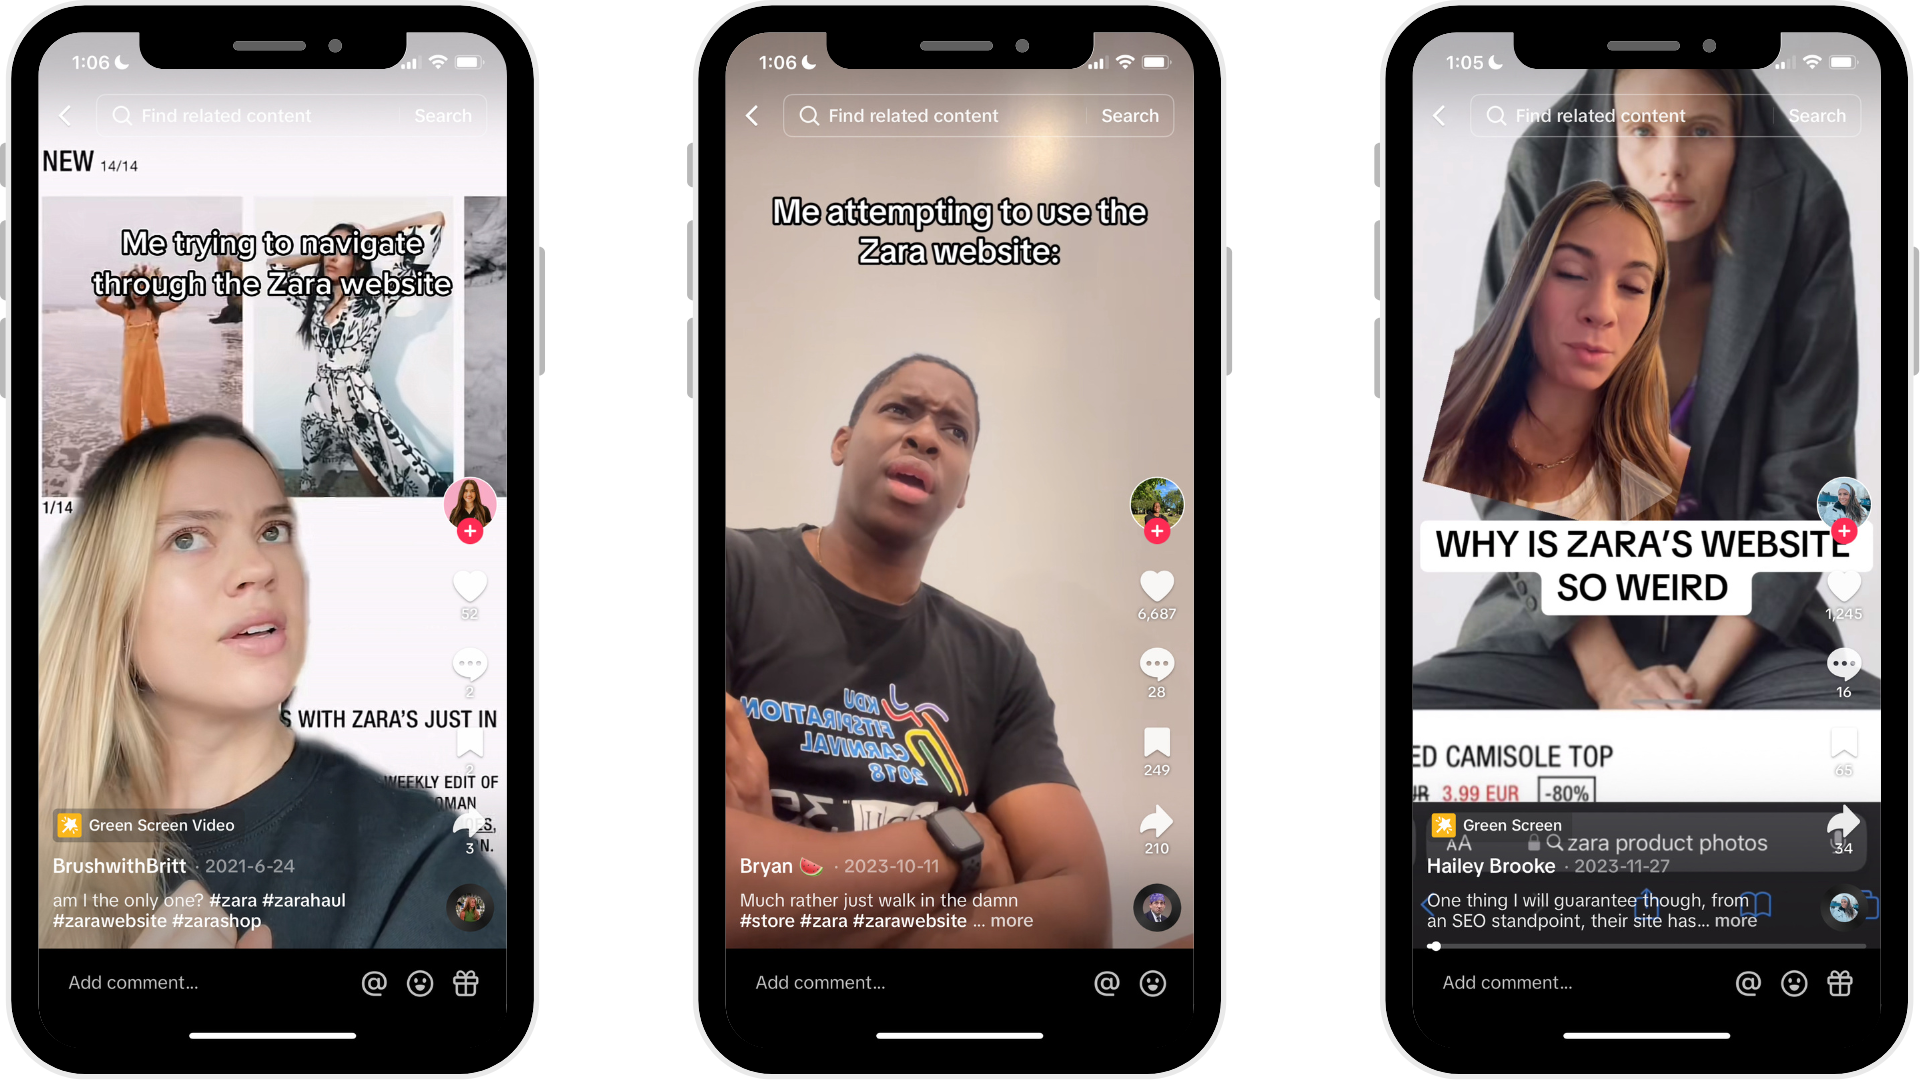 1:06
Find related content
Search
NEW 14/14
Me trying to navigate
through the Zara website
1/14
52
2
S WITH ZARA'S JUST IN
2
WEEKLY EDIT OF
OMAN
ES,
N.
Green Screen Video
3
BrushwithBritt · 2021-6-24
am I the only one? #zara #zarahaul
#zarawebsite #zarashop
Add comment...
1:06
Find related content
Search
Me attempting to use the
Zara website:
6,687
28
KDU
FITSPIRATION
CARNIVAL
2018
249
210
Bryan 🍉 · 2023-10-11
Much rather just walk in the damn
#store #zara #zarawebsite ... more
Add comment...
1:05
Find related content
Search
WHY IS ZARA'S WEBSITE
SO WEIRD
1,245
16
ED CAMISOLE TOP
65
3.99 EUR -80%
Green Screen
AA zara product photos
34
Hailey Brooke · 2023-11-27
One thing I will guarantee though, from
an SEO standpoint, their site has... more
Add comment...